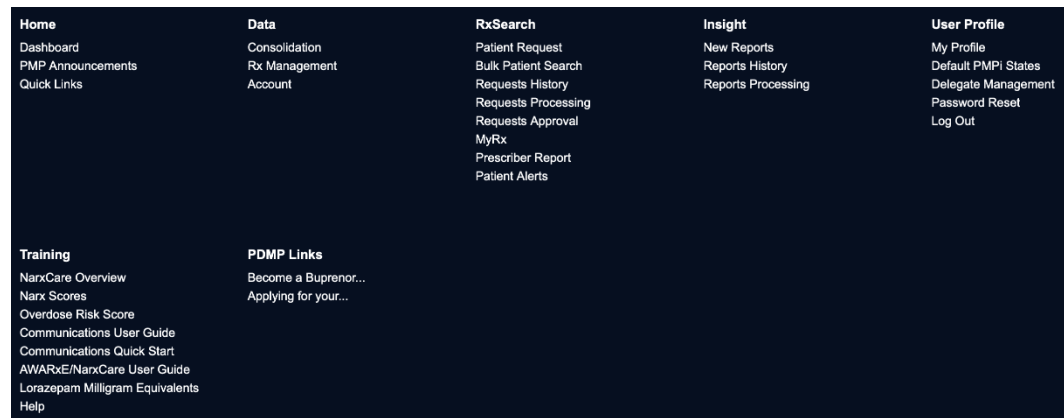 Home
Dashboard
PMP Announcements
Quick Links
Data
Consolidation
Rx Management
Account
RxSearch
Patient Request
Bulk Patient Search
Requests History
Requests Processing
Requests Approval
MyRx
Prescriber Report
Patient Alerts
Insight
New Reports
Reports History
Reports Processing
User Profile
My Profile
Default PMPi States
Delegate Management
Password Reset
Log Out
Training
NarxCare Overview
Narx Scores
Overdose Risk Score
Communications User Guide
Communications Quick Start
AWARxE/NarxCare User Guide
Lorazepam Milligram Equivalents
Help
PDMP Links
Become a Buprenor...
Applying for your...